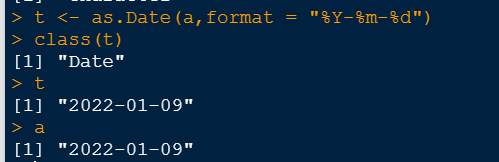 > t <- as.Date(a,format = "%Y-%m-%d")
> class(t)
[1] "Date"
> t
[1] "2022-01-09"
> a
[1] "2022-01-09"